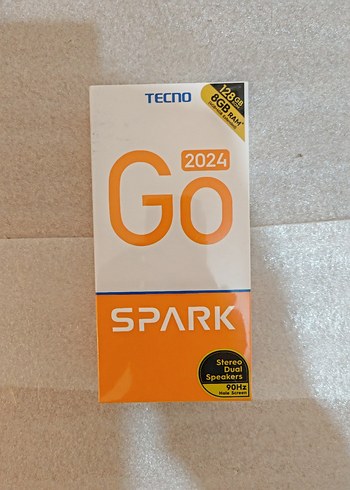 TECNO
128GB
8GB RAM*
Go
2024
SPARK
Stereo
Dual
Speakers
90Hz
Hole Screen